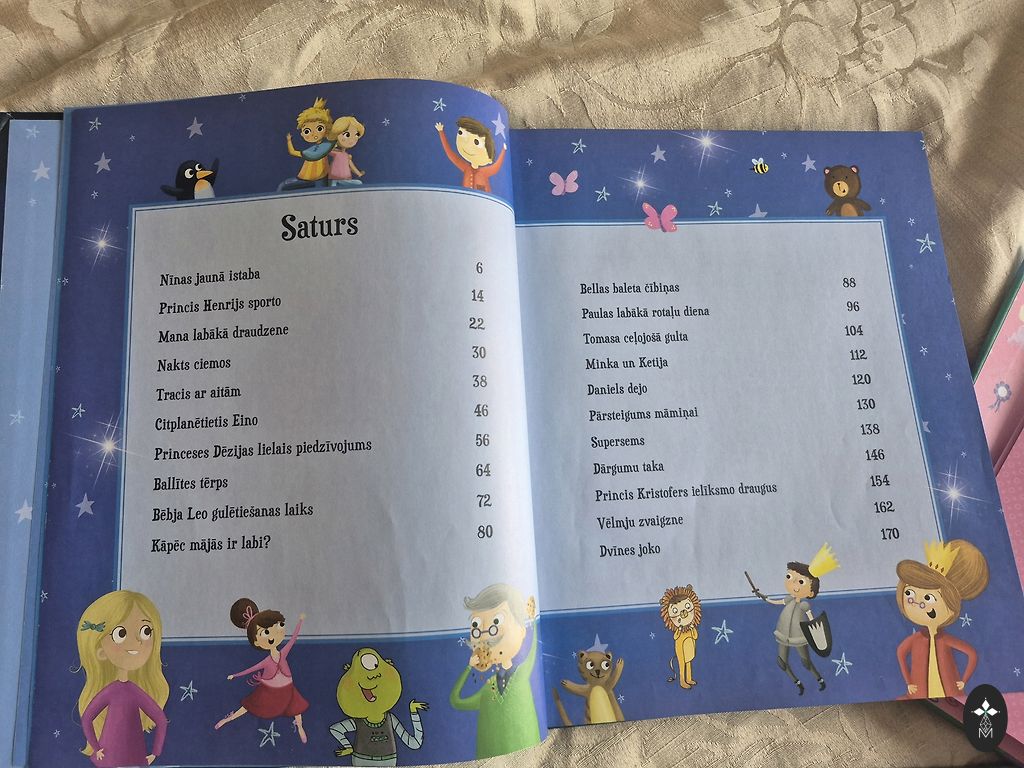 Saturs
Nīnas jaunā istaba 6
Princis Henrijs sporto 14
Mana labākā draudzene 22
Nakts ciemos 30
Tracis ar aitām 38
Citplanētietis Eino 46
Princeses Dēzijas lielais piedzīvojums 56
Ballītes tērps 64
Bēbja Leo gulētiešanas laiks 72
Kāpēc mājās ir labi? 80
Bellas baleta čībiņas 88
Paulas labākā rotaļu diena 96
Tomasa ceļojošā gulta 104
Minka un Ketija 112
Daniels dejo 120
Pārsteigums māmiņai 130
Supersems 138
Dārgumu taka 146
Princis Kristofers ielīksmo draugus 154
Vēlmju zvaigzne 162
Dvīnes joko 170